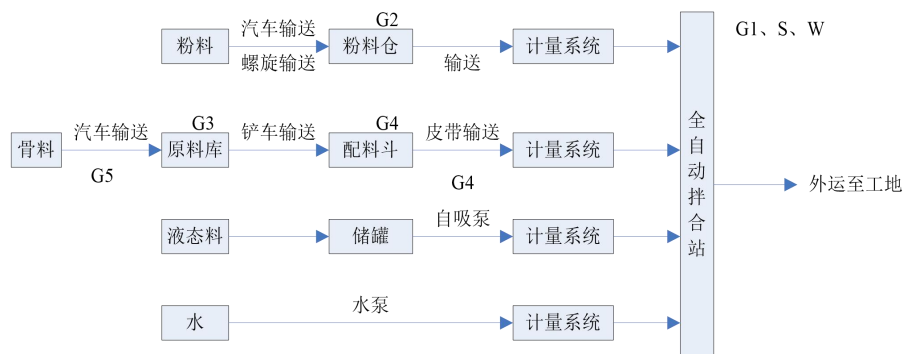 G2
G1、S、W
汽车输送
粉料
粉料仓
计量系统
螺旋输送
输送
G3
G4
汽车输送
铲车输送
皮带输送
骨料
原料库
配料斗
计量系统
全自动拌合站
G5
G4
外运至工地
自吸泵
液态料
储罐
计量系统
水泵
水
计量系统